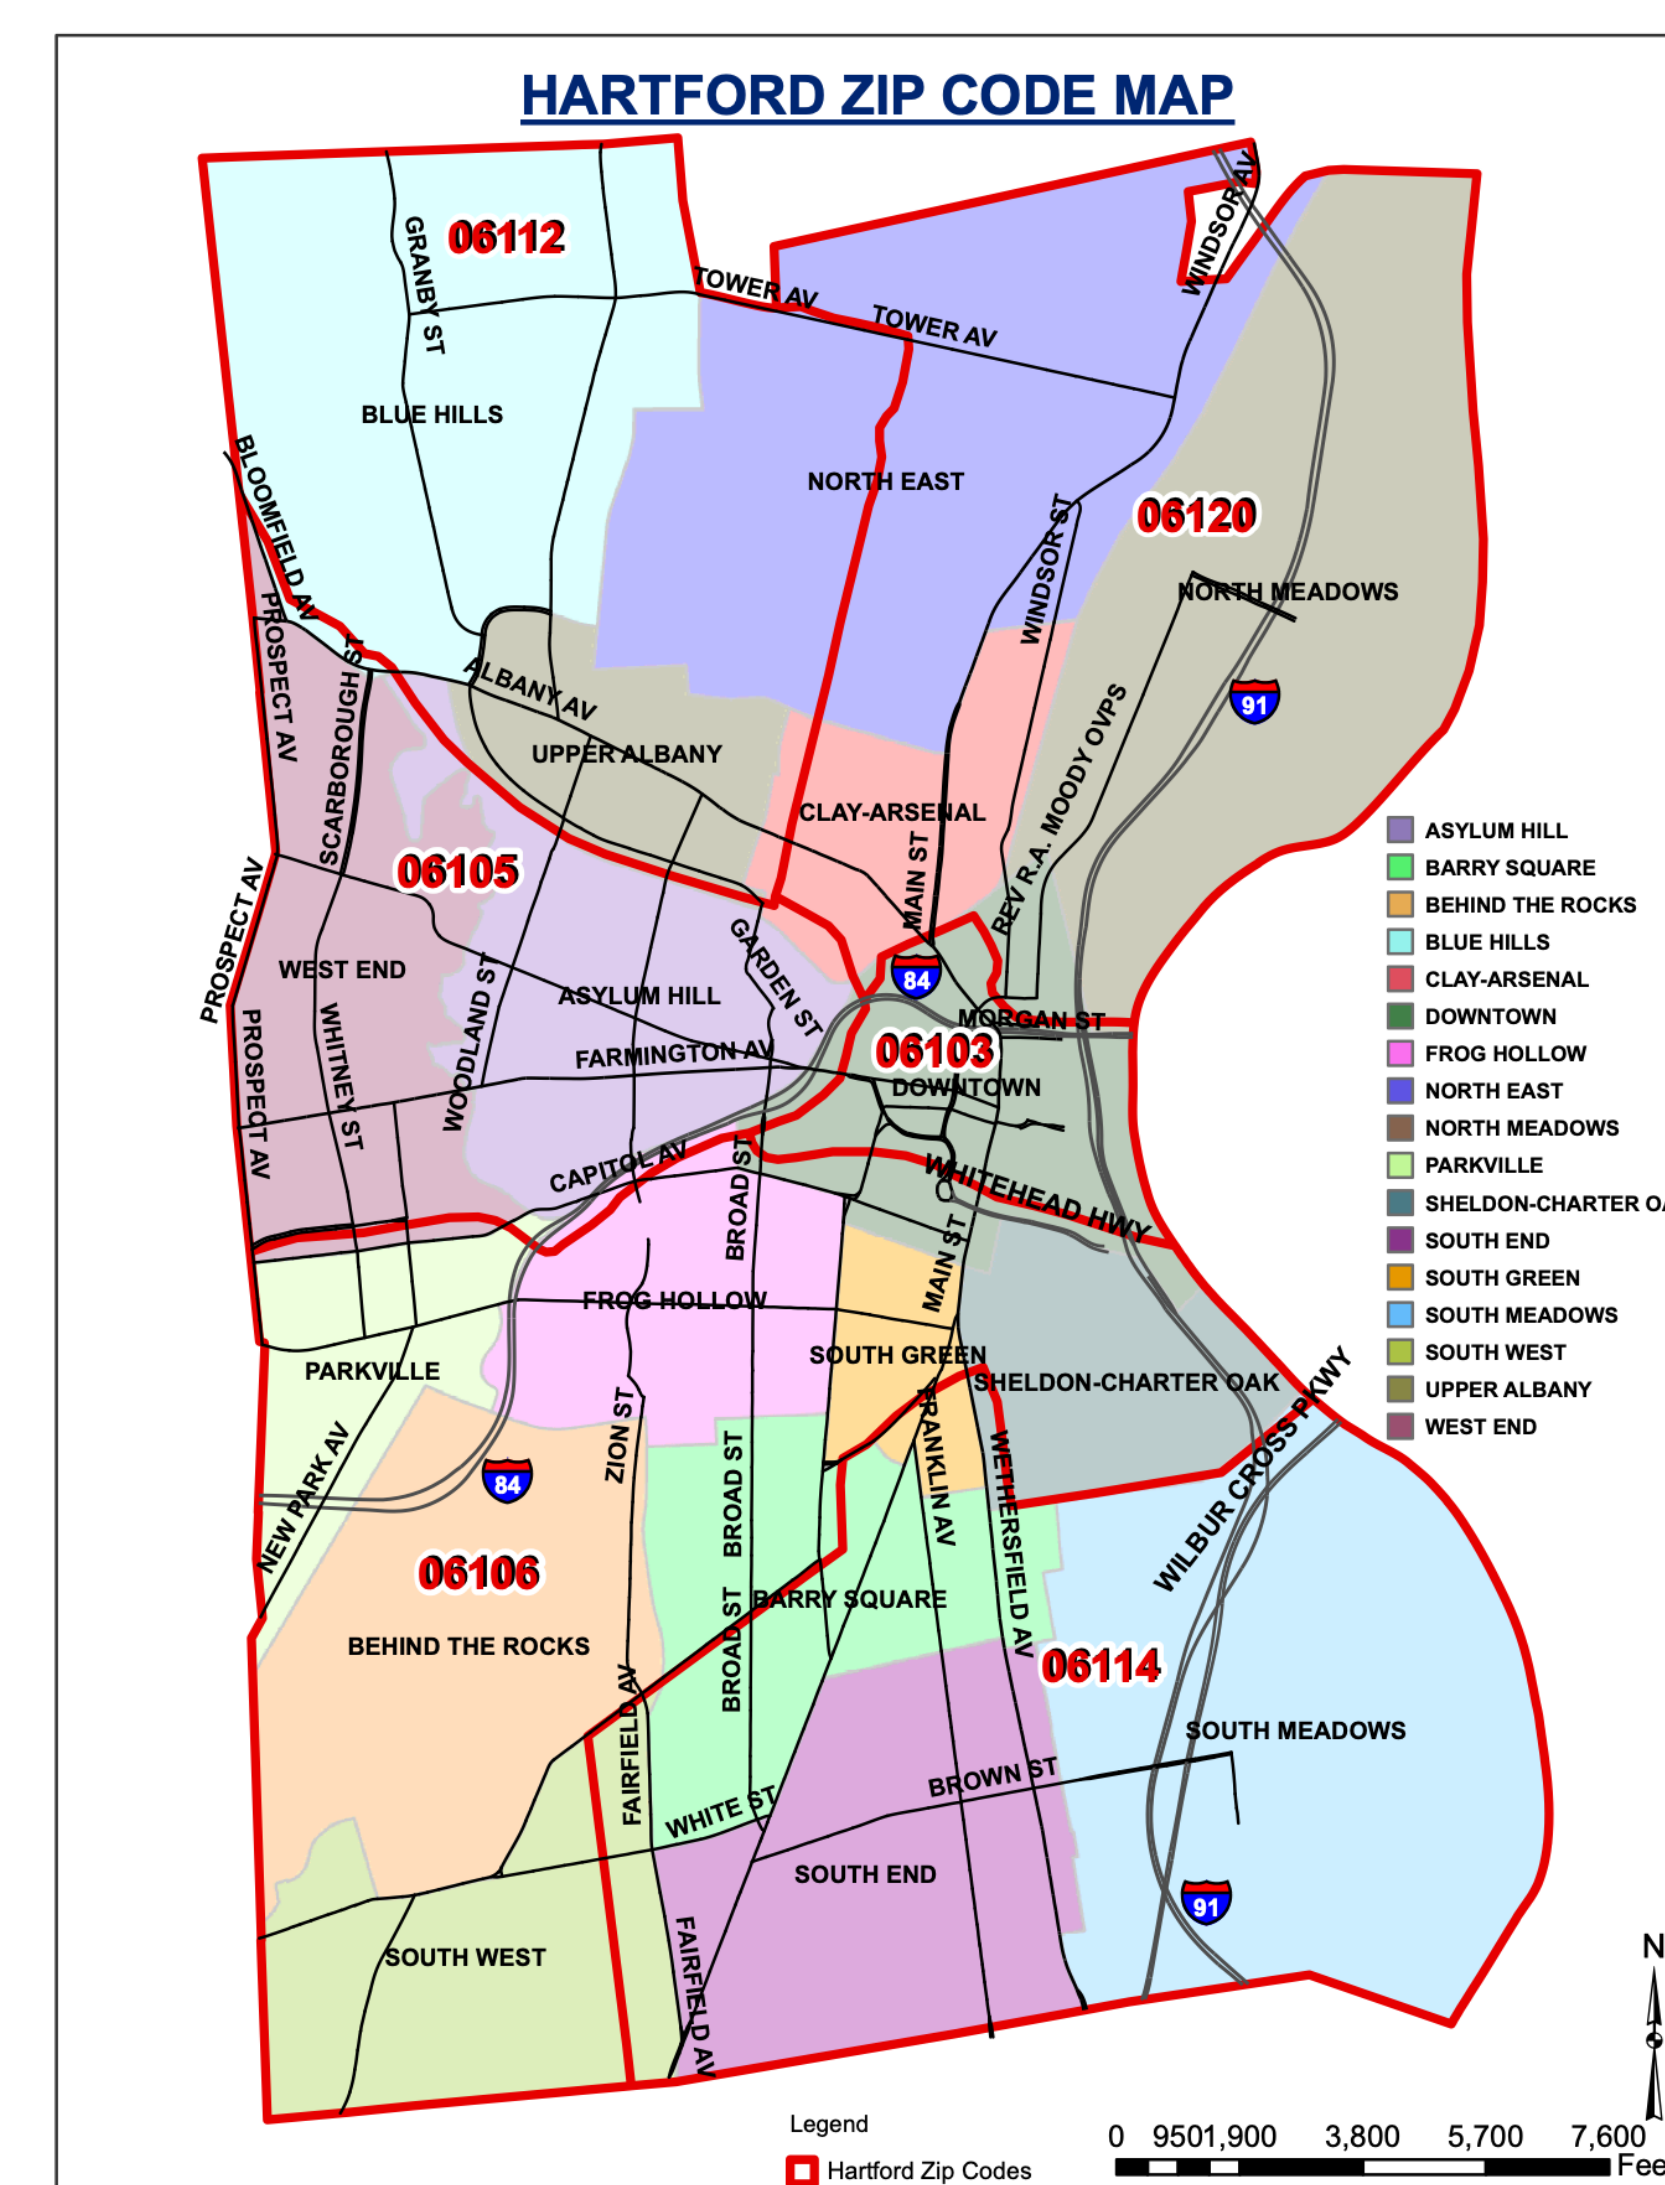 HARTFORD ZIP CODE MAP
WINDSOR AV
06112
GRANBY ST
TOWER AV
TOWER AV
BLUE HILLS
BLOOMFIELD AV
NORTH EAST
06120
WINDSOR ST
NORTH MEADOWS
PROSPECT AV
SCARBOROUGH ST
ALBANY AV
91
UPPER ALBANY
REV R.A. MOODY OVPS
CLAY-ARSENAL
MAIN ST
06105
PROSPECT AV
GARDEN ST
WEST END
WOODLAND ST
ASYLUM HILL
84
MORGAN ST
PROSPECT AV
WHITNEY ST
FARMINGTON AV
06103
DOWNTOWN
CAPITOL AV
BROAD ST
WHITEHEAD HWY
MAIN ST
FROG HOLLOW
SOUTH GREEN
PARKVILLE
SHELDON-CHARTER OAK
NEW PARK AV
ZION ST
BROAD ST
FRANKLIN AV
WETHERSFIELD AV
WILBUR CROSS PKWY
84
06106
BROAD ST
BARRY SQUARE
BEHIND THE ROCKS
06114
FAIRFIELD AV
SOUTH MEADOWS
WHITE ST
BROWN ST
SOUTH END
91
FAIRFIELD AV
SOUTH WEST
ASYLUM HILL
BARRY SQUARE
BEHIND THE ROCKS
BLUE HILLS
CLAY-ARSENAL
DOWNTOWN
FROG HOLLOW
NORTH EAST
NORTH MEADOWS
PARKVILLE
SHELDON-CHARTER OA
SOUTH END
SOUTH GREEN
SOUTH MEADOWS
SOUTH WEST
UPPER ALBANY
WEST END
N
Legend
Hartford Zip Codes
0 950 1,900 3,800 5,700 7,600
Fee